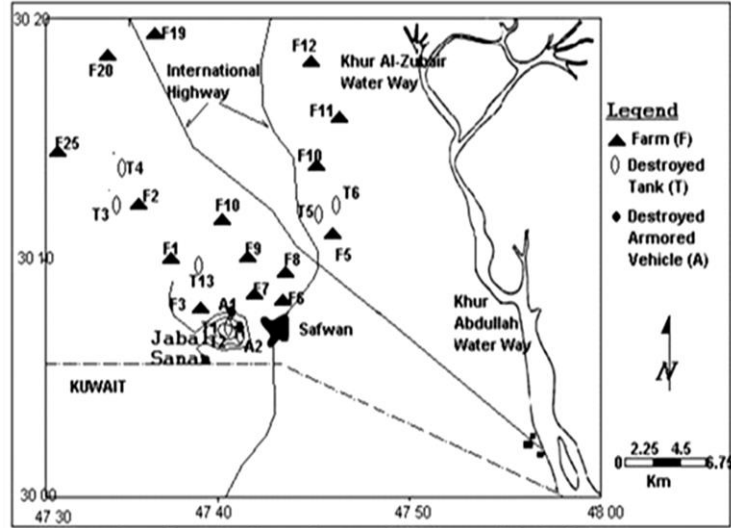 30 20
F19
F20
International
Highway
F12
Khur Al-Zubair
Water Way
F11
F25
T4
T3
F2
F10
F10
T6
T5
F5
30 10
F1
T13
F9
F8
F7
F6
F3
A1
A2
Jabal
Sanam
Safwan
Khur
Abdullah
Water Way
KUWAIT
30 00
47 30
47 40
47 50
48 00
Legend
Farm (F)
Destroyed
Tank (T)
Destroyed
Armored
Vehicle (A)
N
0 2.25 4.5 6.75
Km